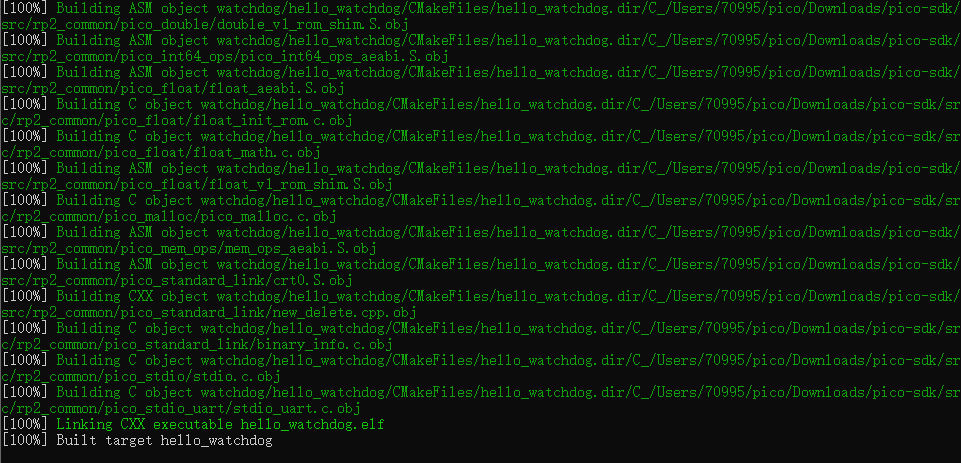 [100%] Building ASM object watchdog/hello_watchdog/CMakeFiles/hello_watchdog.dir/C_/Users/70995/pico/Downloads/pico-sdk/
src/rp2_common/pico_double/double_v1_rom_shim.S.obj
[100%] Building ASM object watchdog/hello_watchdog/CMakeFiles/hello_watchdog.dir/C_/Users/70995/pico/Downloads/pico-sdk/
src/rp2_common/pico_int64_ops/pico_int64_ops_aeabi.S.obj
[100%] Building ASM object watchdog/hello_watchdog/CMakeFiles/hello_watchdog.dir/C_/Users/70995/pico/Downloads/pico-sdk/
src/rp2_common/pico_float/float_aeabi.S.obj
[100%] Building C object watchdog/hello_watchdog/CMakeFiles/hello_watchdog.dir/C_/Users/70995/pico/Downloads/pico-sdk/sr
c/rp2_common/pico_float/float_init_rom.c.obj
[100%] Building C object watchdog/hello_watchdog/CMakeFiles/hello_watchdog.dir/C_/Users/70995/pico/Downloads/pico-sdk/sr
c/rp2_common/pico_float/float_math.c.obj
[100%] Building ASM object watchdog/hello_watchdog/CMakeFiles/hello_watchdog.dir/C_/Users/70995/pico/Downloads/pico-sdk/
src/rp2_common/pico_float/float_v1_rom_shim.S.obj
[100%] Building C object watchdog/hello_watchdog/CMakeFiles/hello_watchdog.dir/C_/Users/70995/pico/Downloads/pico-sdk/sr
c/rp2_common/pico_malloc/pico_malloc.c.obj
[100%] Building ASM object watchdog/hello_watchdog/CMakeFiles/hello_watchdog.dir/C_/Users/70995/pico/Downloads/pico-sdk/
src/rp2_common/pico_mem_ops/mem_ops_aeabi.S.obj
[100%] Building ASM object watchdog/hello_watchdog/CMakeFiles/hello_watchdog.dir/C_/Users/70995/pico/Downloads/pico-sdk/
src/rp2_common/pico_standard_link/crt0.S.obj
[100%] Building CXX object watchdog/hello_watchdog/CMakeFiles/hello_watchdog.dir/C_/Users/70995/pico/Downloads/pico-sdk/
src/rp2_common/pico_standard_link/new_delete.cpp.obj
[100%] Building C object watchdog/hello_watchdog/CMakeFiles/hello_watchdog.dir/C_/Users/70995/pico/Downloads/pico-sdk/sr
c/rp2_common/pico_standard_link/binary_info.c.obj
[100%] Building C object watchdog/hello_watchdog/CMakeFiles/hello_watchdog.dir/C_/Users/70995/pico/Downloads/pico-sdk/sr
c/rp2_common/pico_stdio/stdio.c.obj
[100%] Building C object watchdog/hello_watchdog/CMakeFiles/hello_watchdog.dir/C_/Users/70995/pico/Downloads/pico-sdk/sr
c/rp2_common/pico_stdio_uart/stdio_uart.c.obj
[100%] Linking CXX executable hello_watchdog.elf
[100%] Built target hello_watchdog